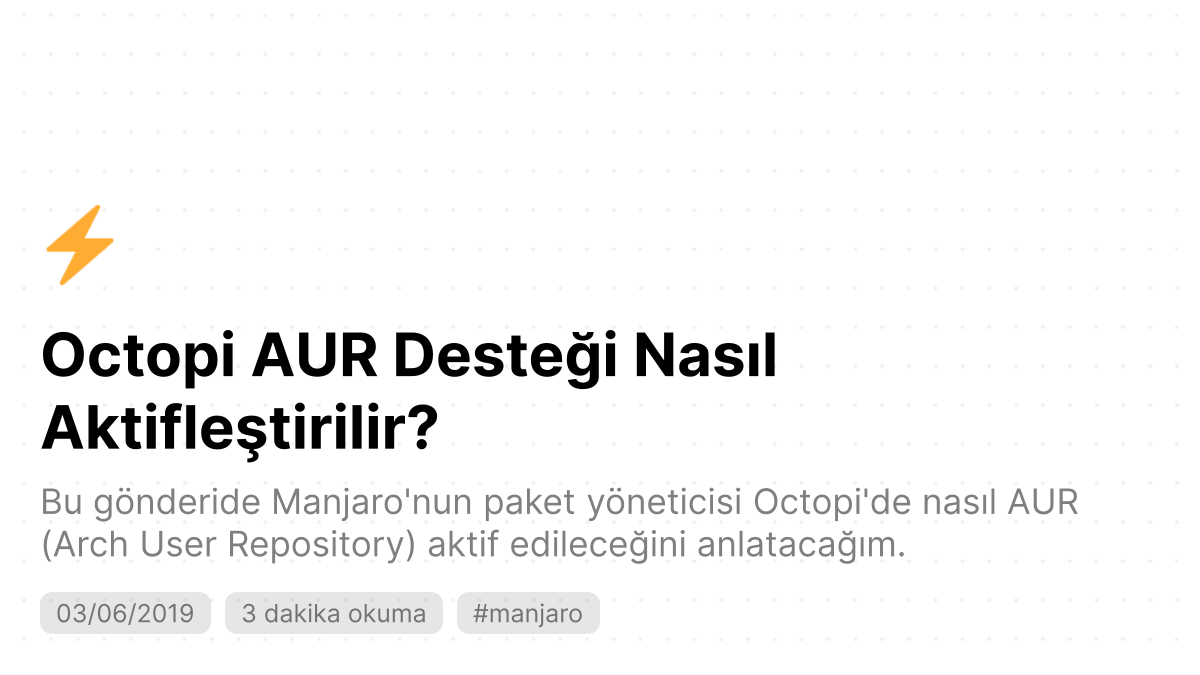 Octopi AUR Desteği Nasıl
Aktifleştirilir?
Bu gönderide Manjaro'nun paket yöneticisi Octopi'de nasıl AUR
(Arch User Repository) aktif edileceğini anlatacağım.
03/06/2019 3 dakika okuma #manjaro